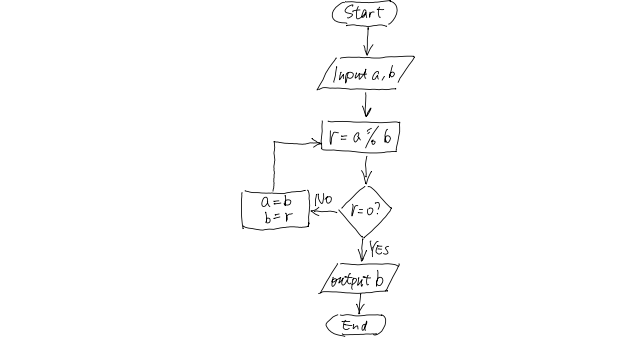 Start
Input a, b
r = a % b
r=0?
NO
a=b
b=r
YES
output b
End